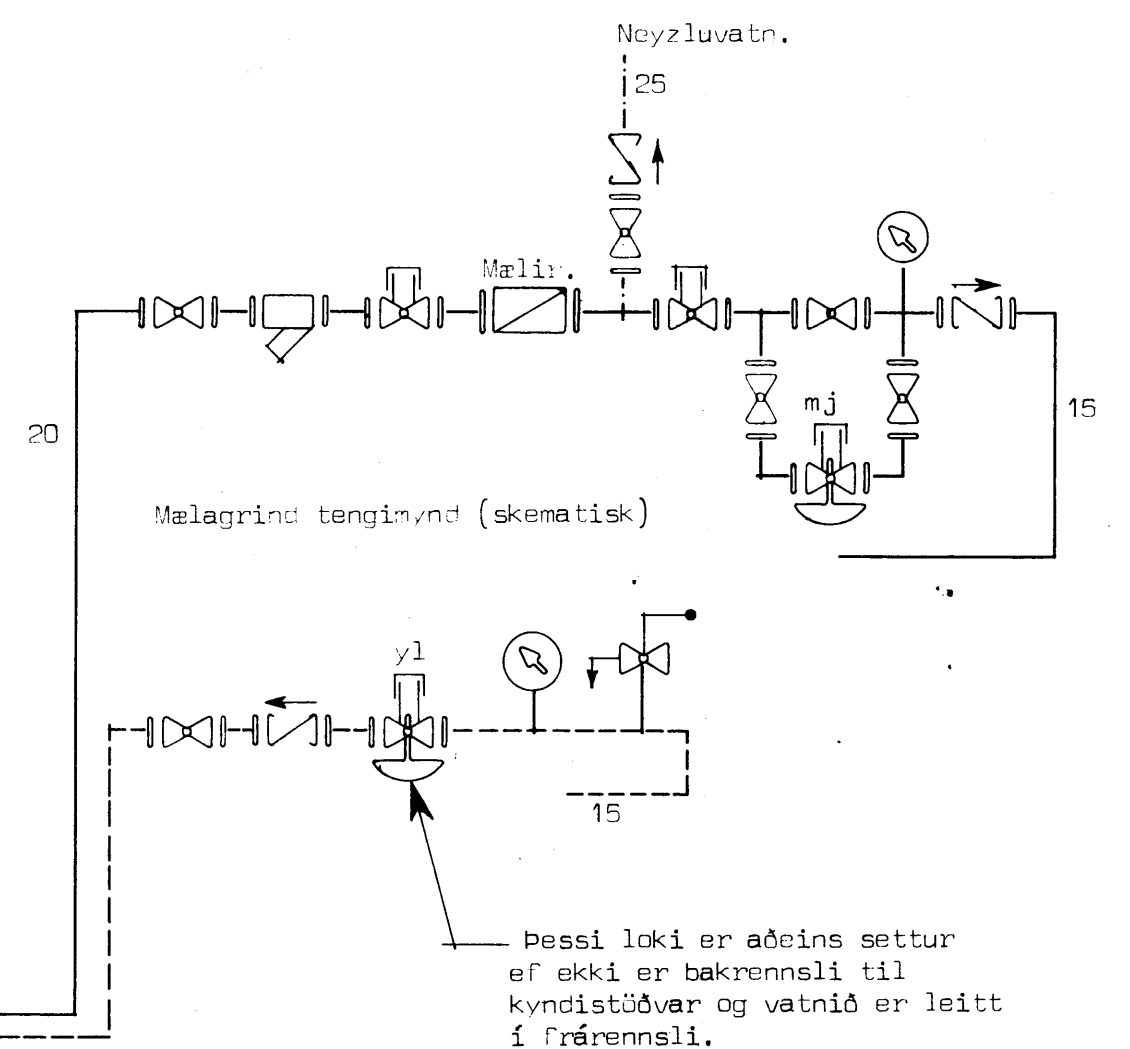 Neyzluvatn.
25
Mælir.
mj
20
15
Mælagrind tengimynd (skematisk)
yl
15
Þessi loki er aðeins settur
ef ekki er bakrennsli til
kyndistöðvar og vatnið er leitt
í frárennsli.